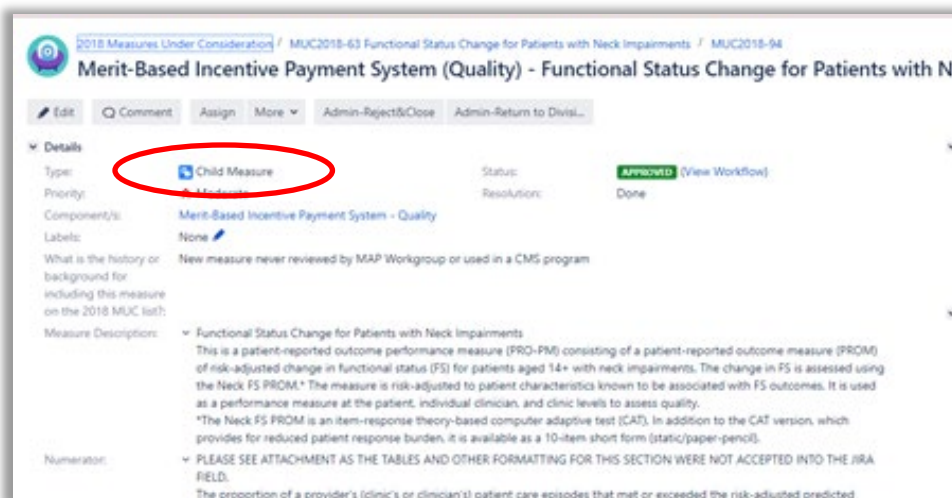 2018 Measures Under Consideration / MUC2018-63 Functional Status Change for Patients with Neck Impairments / MUC2018-94
Merit-Based Incentive Payment System (Quality) - Functional Status Change for Patients with N
Edit Comment Assign More Admin-Reject&Close Admin-Return to Divisi...
Details
Type: Child Measure Status: APPROVED (View Workflow)
Priority: Moderate Resolution: Done
Component/s: Merit-Based Incentive Payment System - Quality
Labels: None
What is the history or New measure never reviewed by MAP Workgroup or used in a CMS program
background for
including this measure
on the 2018 MUC list?:
Measure Description: Functional Status Change for Patients with Neck Impairments
This is a patient-reported outcome performance measure (PRO-PM) consisting of a patient-reported outcome measure (PROM)
of risk-adjusted change in functional status (FS) for patients aged 14+ with neck impairments. The change in FS is assessed using
the Neck FS PROM.* The measure is risk-adjusted to patient characteristics known to be associated with FS outcomes. It is used
as a performance measure at the patient, individual clinician, and clinic levels to assess quality.
*The Neck FS PROM is an item-response theory-based computer adaptive test (CAT). In addition to the CAT version, which
provides for reduced patient response burden, it is available as a 10-item short form (static/paper-pencil).
Numerator: PLEASE SEE ATTACHMENT AS THE TABLES AND OTHER FORMATTING FOR THIS SECTION WERE NOT ACCEPTED INTO THE JIRA
FIELD.
The proportion of a provider's (clinic's or clinician's) patient care episodes that met or exceeded the risk-adjusted predicted